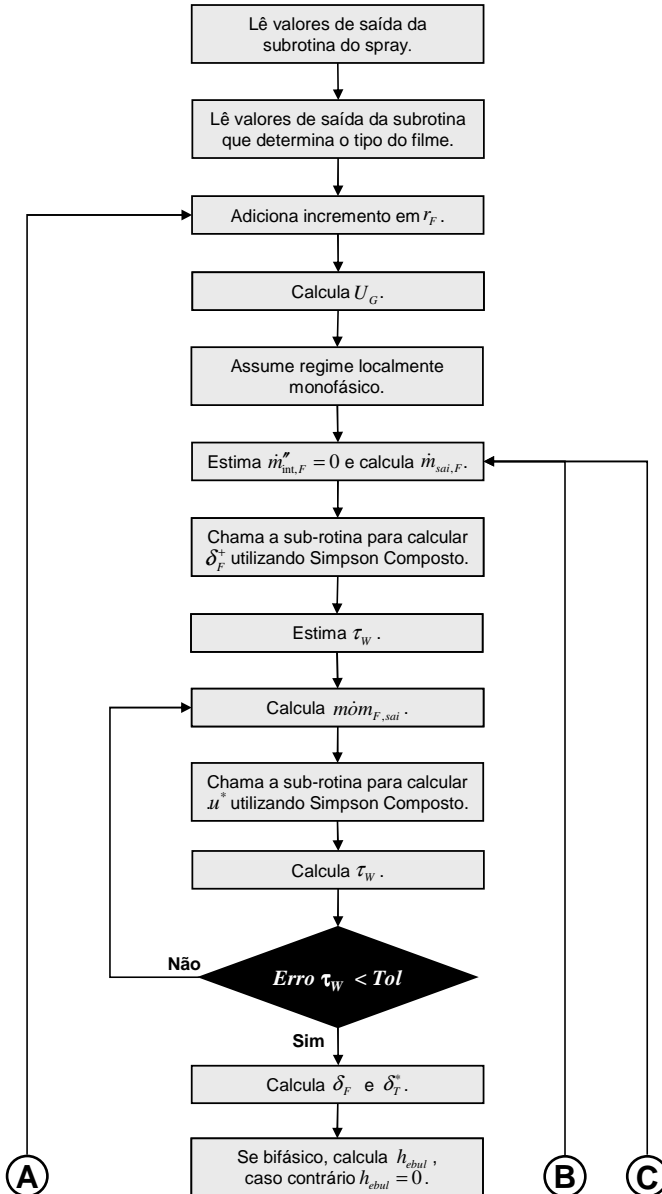 Lê valores de saída da
subrotina do spray.
Lê valores de saída da subrotina
que determina o tipo do filme.
Adiciona incremento em r_F .
Calcula U_G .
Assume regime localmente
monofásico.
Estima ṁ″_int,F = 0 e calcula ṁ_sai,F .
Chama a sub-rotina para calcular
δ_F^+ utilizando Simpson Composto.
Estima τ_W .
Calcula mȯm_F,sai .
Chama a sub-rotina para calcular
u^* utilizando Simpson Composto.
Calcula τ_W .
Não
Erro τ_W < Tol
Sim
Calcula δ_F e δ_T^* .
Se bifásico, calcula h_ebul ,
caso contrário h_ebul = 0 .
A
B
C